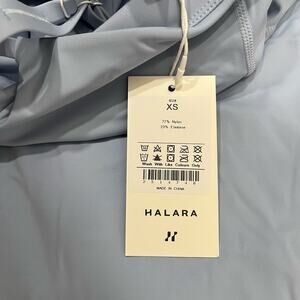 SIZE
XS
77% Nylon
23% Elastane
Wash With Like Colours Only
MADE IN CHINA
HALARA